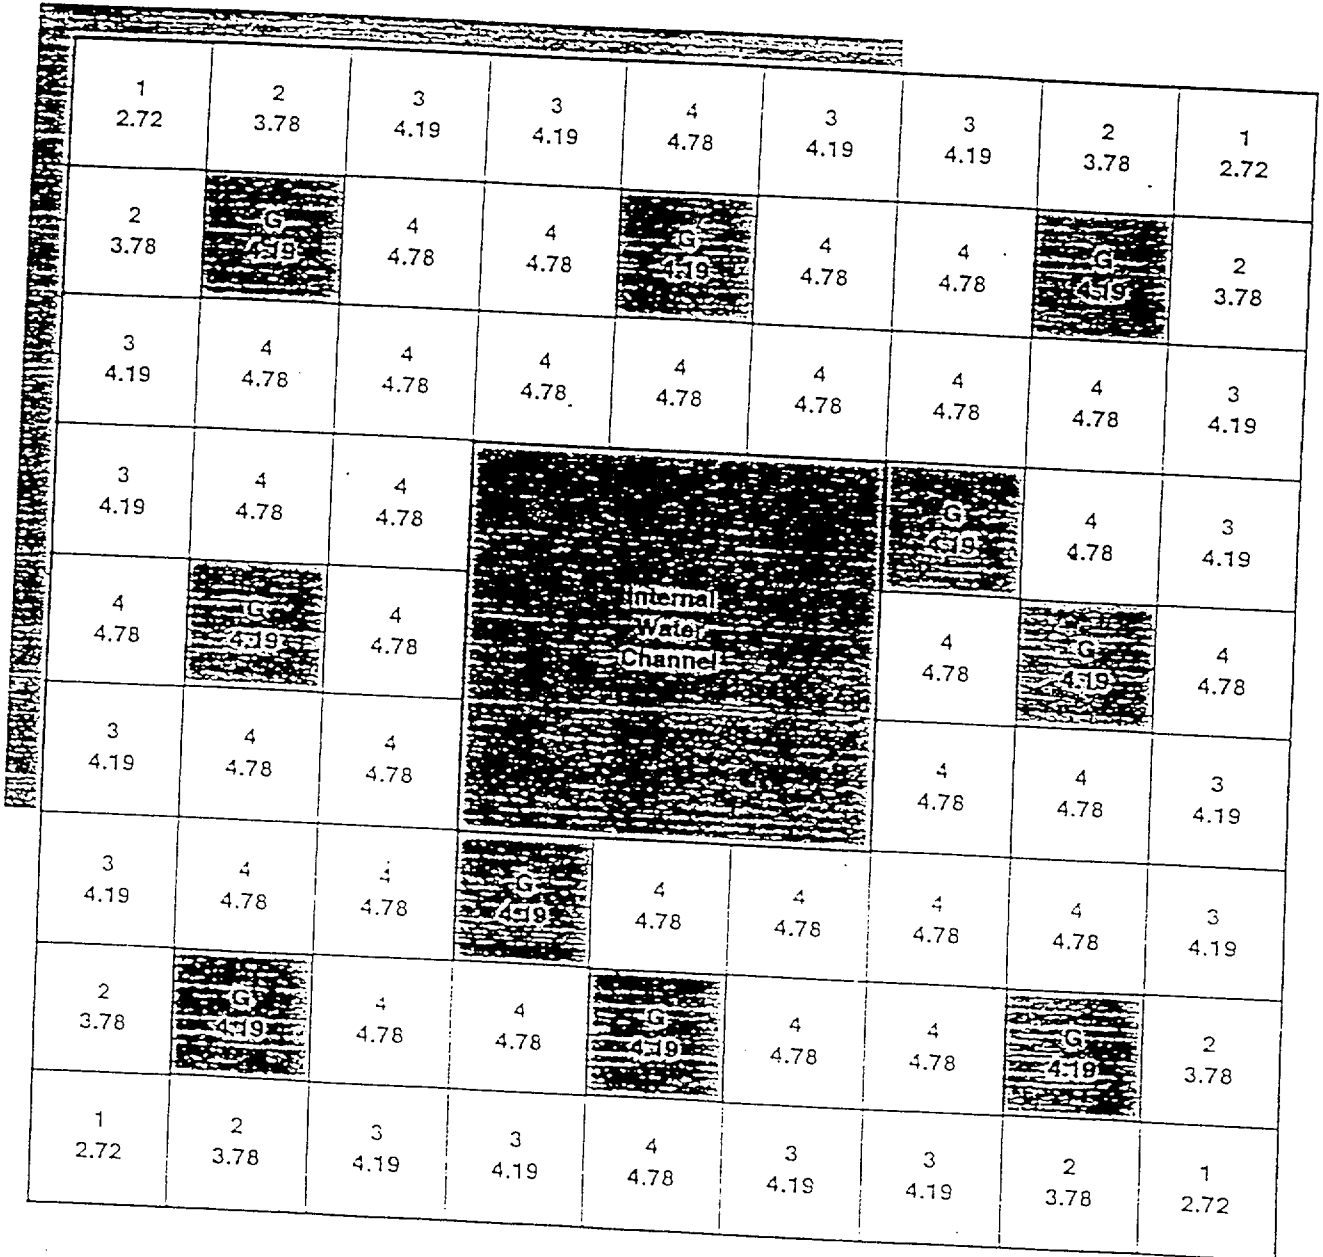 1 2 3 3 4 3 3 2 1
2.72 3.78 4.19 4.19 4.78 4.19 4.19 3.78 2.72
2 G 4 4 G 4 4 G 2
3.78 4.19 4.78 4.78 4.19 4.78 4.78 4.19 3.78
3 4 4 4 4 4 4 4 3
4.19 4.78 4.78 4.78 4.78 4.78 4.78 4.78 4.19
3 4 4 G 4 3
4.19 4.78 4.78 4.19 4.78 4.19
4 G 4 Internal 4 G 4
4.78 4.19 4.78 Water 4.78 4.19 4.78
Channel
3 4 4 4 4 3
4.19 4.78 4.78 4.78 4.78 4.19
3 4 4 G 4 4 4 4 3
4.19 4.78 4.78 4.19 4.78 4.78 4.78 4.78 4.19
2 G 4 4 G 4 4 G 2
3.78 4.19 4.78 4.78 4.19 4.78 4.78 4.19 3.78
1 2 3 3 4 3 3 2 1
2.72 3.78 4.19 4.19 4.78 4.19 4.19 3.78 2.72